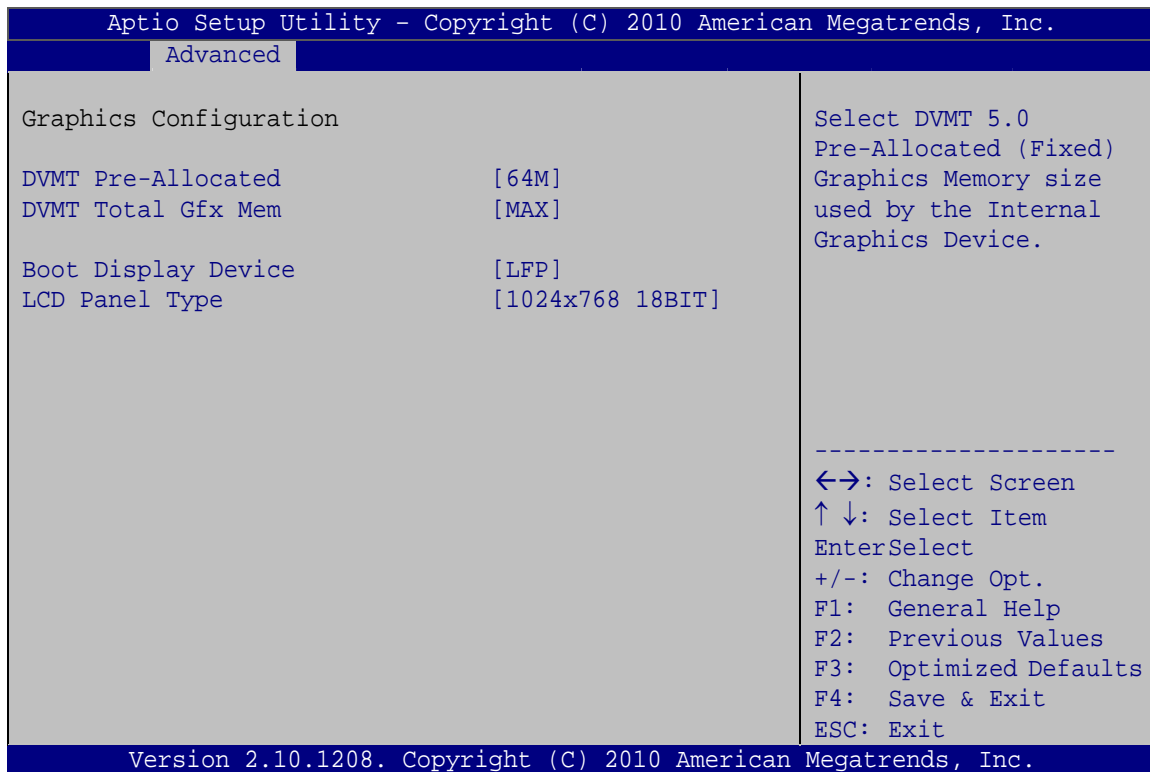 Aptio Setup Utility – Copyright (C) 2010 American Megatrends, Inc.
Advanced
Graphics Configuration
DVMT Pre-Allocated [64M]
DVMT Total Gfx Mem [MAX]
Boot Display Device [LFP]
LCD Panel Type [1024x768 18BIT]
Select DVMT 5.0
Pre-Allocated (Fixed)
Graphics Memory size
used by the Internal
Graphics Device.
---------------------
←→: Select Screen
↑ ↓: Select Item
EnterSelect
+/-: Change Opt.
F1: General Help
F2: Previous Values
F3: Optimized Defaults
F4: Save & Exit
ESC: Exit
Version 2.10.1208. Copyright (C) 2010 American Megatrends, Inc.